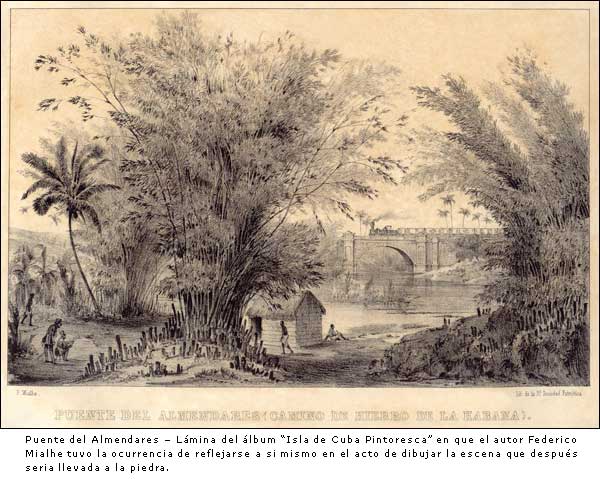 F. Mialhe.
Lit. de la Rl. Sociedad Patriótica.
PUENTE DEL ALMENDARES (CAMINO DE HIERRO DE LA HABANA).
Puente del Almendares – Lámina del álbum “Isla de Cuba Pintoresca” en que el autor Federico
Mialhe tuvo la ocurrencia de reflejarse a si mismo en el acto de dibujar la escena que después
seria llevada a la piedra.